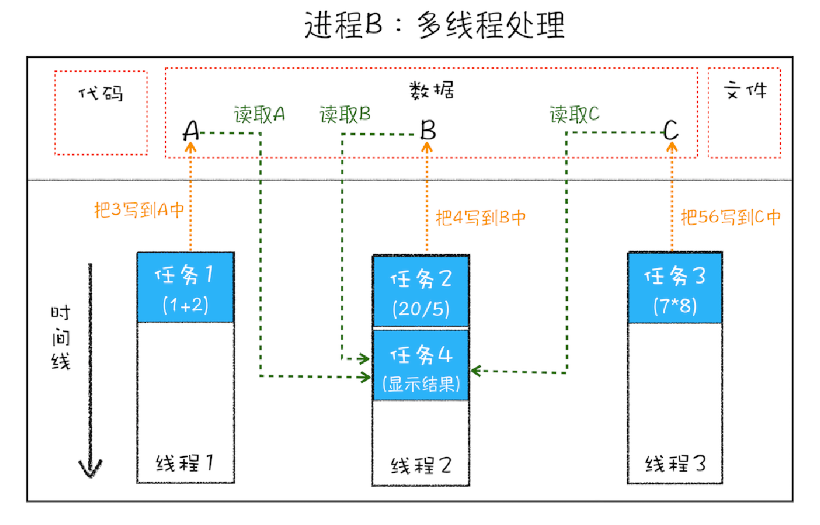 进程B：多线程处理
代码
数据
文件
读取A
读取B
读取C
A
B
C
把3写到A中
把4写到B中
把56写到C中
时间线
任务1
(1+2)
任务2
(20/5)
任务3
(7*8)
任务4
(显示结果)
线程1
线程2
线程3